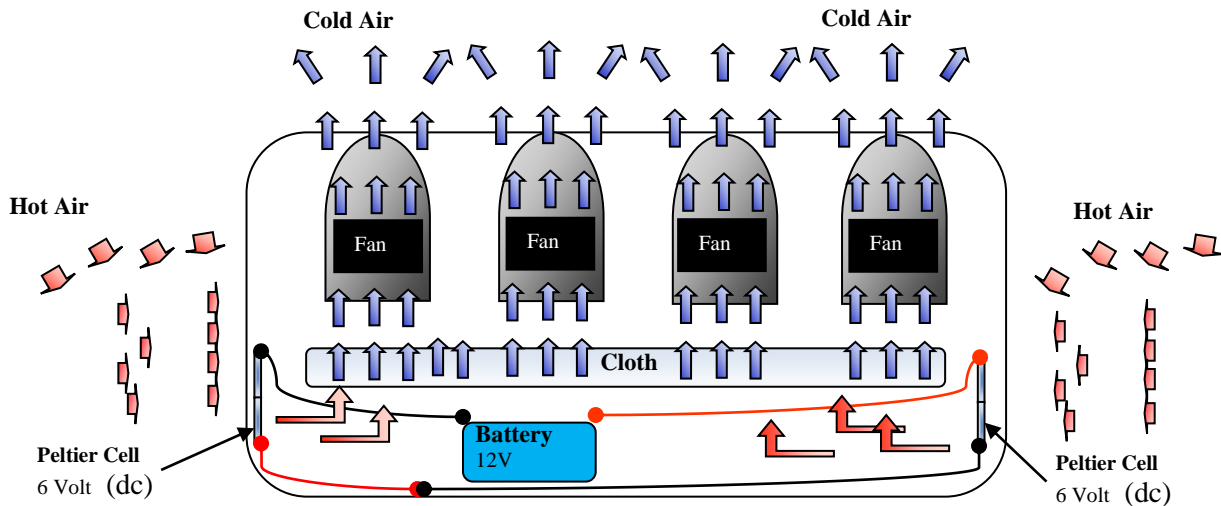 Cold Air
Cold Air
Hot Air
Hot Air
Fan
Fan
Fan
Fan
Cloth
Battery
12V
Peltier Cell
6 Volt (dc)
Peltier Cell
6 Volt (dc)